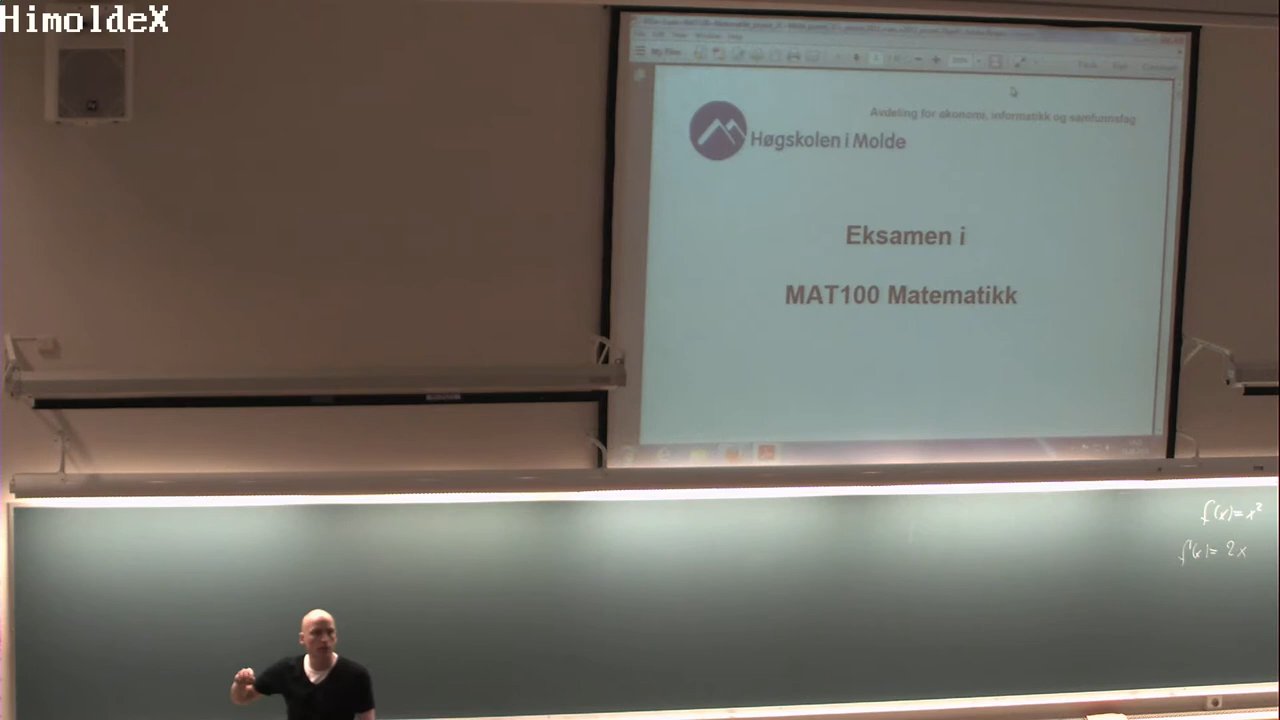 HimoldeX
Avdeling for økonomi, informatikk og samfunnsfag
Høgskolen i Molde
Eksamen i
MAT100 Matematikk
f(x)=x²
f'(x)=2x